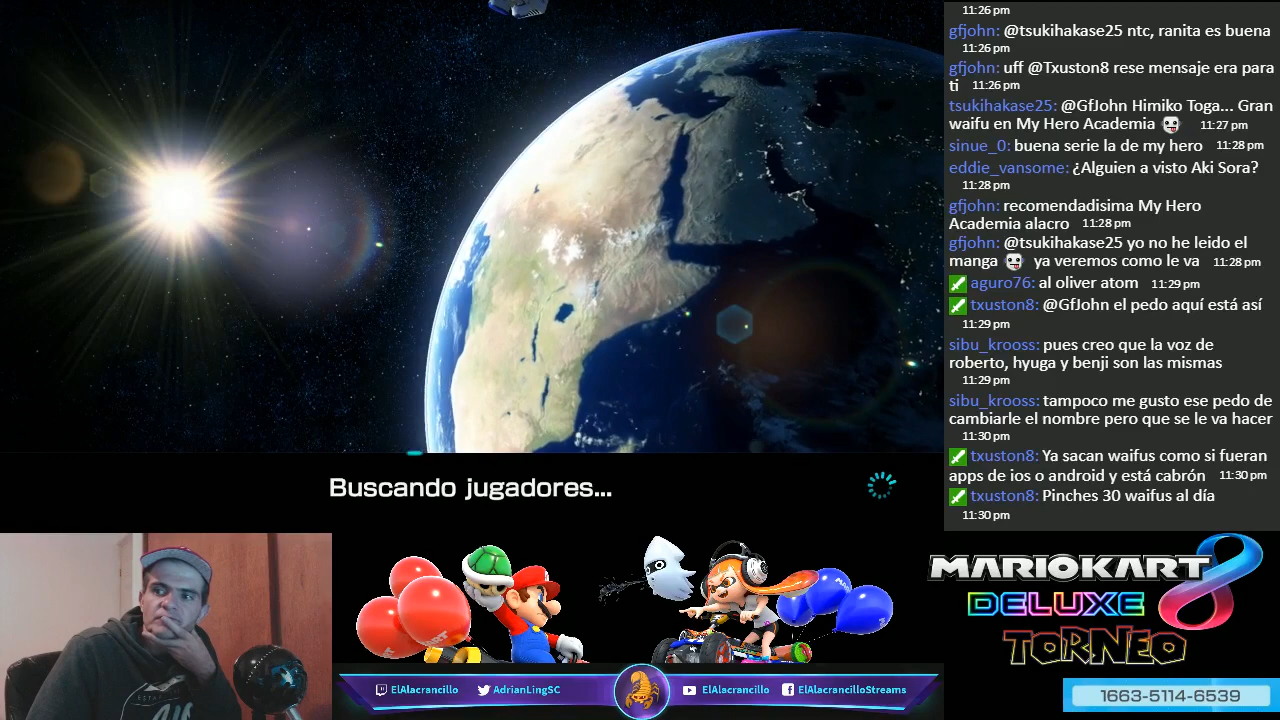 11:26 pm
gfjohn: @tsukihakase25 ntc, ranita es buena
11:26 pm
gfjohn: uff @Txuston8 rese mensaje era para
ti 11:26 pm
tsukihakase25: @GfJohn Himiko Toga... Gran
waifu en My Hero Academia 11:27 pm
sinue_0: buena serie la de my hero 11:28 pm
eddie_vansome: ¿Alguien a visto Aki Sora?
11:28 pm
gfjohn: recomendadisima My Hero
Academia alacro 11:28 pm
gfjohn: @tsukihakase25 yo no he leido el
manga ya veremos como le va 11:28 pm
aguro76: al oliver atom 11:29 pm
txuston8: @GfJohn el pedo aquí está así
11:29 pm
sibu_krooss: pues creo que la voz de
roberto, hyuga y benji son las mismas
11:29 pm
sibu_krooss: tampoco me gusto ese pedo de
cambiarle el nombre pero que se le va hacer
11:30 pm
txuston8: Ya sacan waifus como si fueran
apps de ios o android y está cabrón 11:30 pm
txuston8: Pinches 30 waifus al día
11:30 pm
Buscando jugadores...
MARIOKART 8
DELUXE
TORNEO
1663-5114-6539
ElAlacrancillo AdrianLingSC ElAlacrancillo ElAlacrancilloStreams